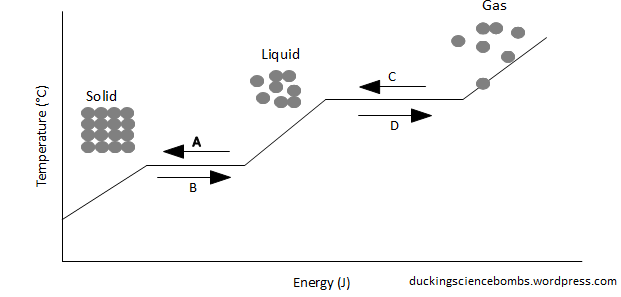 Gas
Liquid
Solid
C
D
A
B
Temperature (°C)
Energy (J)
duckingsciencebombs.wordpress.com